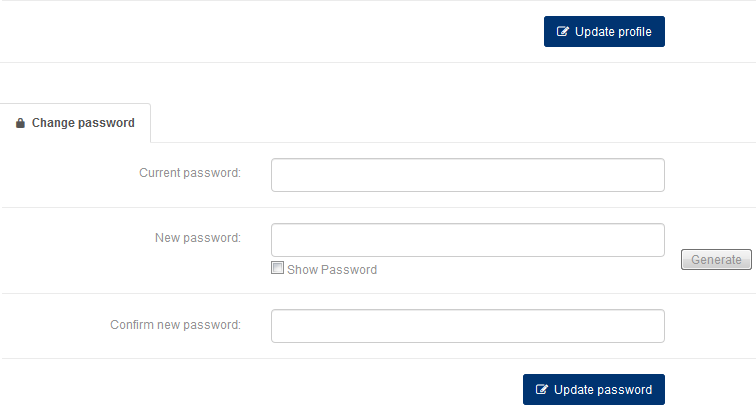 Update profile
Change password
Current password:
New password:
Show Password
Generate
Confirm new password:
Update password